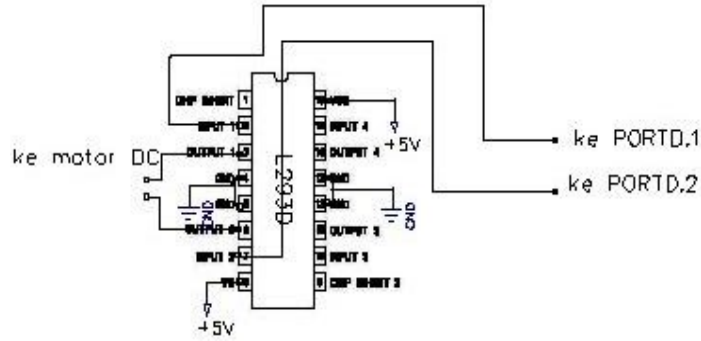 CHIP INHIBIT 1
INPUT 1
OUTPUT 1
GND
GND
OUTPUT 2
INPUT 2
VS
L293D
VSS
INPUT 4
OUTPUT 4
GND
GND
OUTPUT 3
INPUT 3
CHIP INHIBIT 2
ke motor DC
GND
+5V
+5V
GND
ke PORTD.1
ke PORTD.2